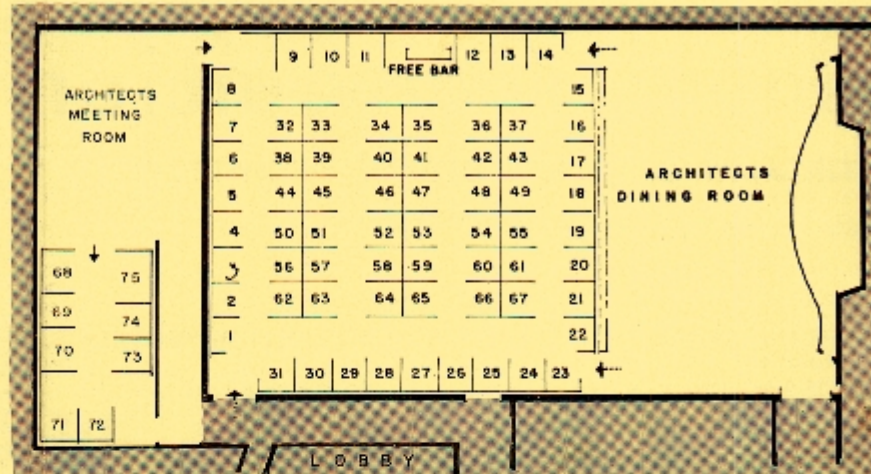 9 10 11 12 13 14
FREE BAR
8 15
ARCHITECTS
MEETING
ROOM
7 32 33 34 35 36 37 16
6 38 39 40 41 42 43 17
ARCHITECTS
DINING ROOM
5 44 45 46 47 48 49 18
4 50 51 52 53 54 55 19
3 56 57 58 59 60 61 20
2 62 63 64 65 66 67 21
1 22
68 75
69 74
70 73
71 72
31 30 29 28 27 26 25 24 23
LOBBY